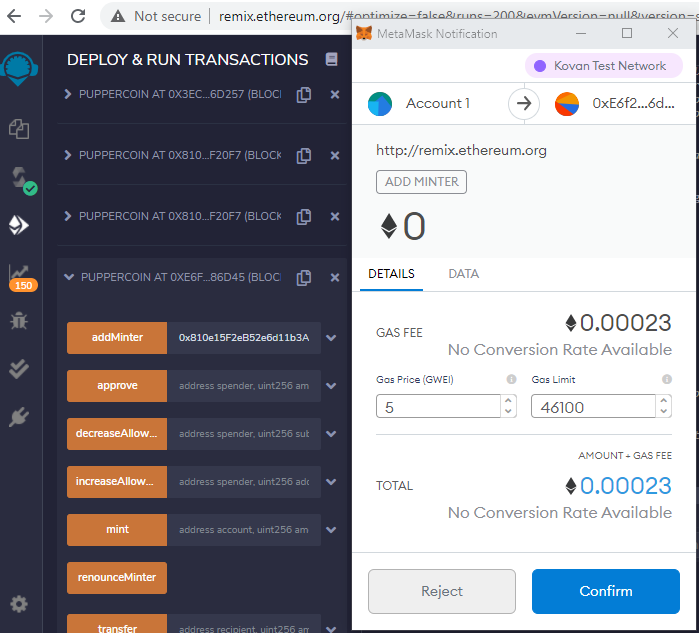 Not secure
remix.ethereum.org/#optimize=false&runs=200&evmVersion=null&version=s
DEPLOY & RUN TRANSACTIONS
PUPPERCOIN AT 0X3EC...6D257 (BLOC
PUPPERCOIN AT 0X810...F20F7 (BLOCK
PUPPERCOIN AT 0X810...F20F7 (BLOCK
PUPPERCOIN AT 0XE6F...86D45 (BLOC
150
addMinter
0x810e15F2eB52e6d11b3A
approve
address spender, uint256 am
decreaseAllow...
address spender, uint256 sub
increaseAllow...
address spender, uint256 add
mint
address account, uint256 am
renounceMinter
transfer
address recipient, uint256 am
MetaMask Notification
Kovan Test Network
Account 1
0xE6f2...6d...
http://remix.ethereum.org
ADD MINTER
0
DETAILS
DATA
GAS FEE
0.00023
No Conversion Rate Available
Gas Price (GWEI)
Gas Limit
5
46100
AMOUNT + GAS FEE
TOTAL
0.00023
No Conversion Rate Available
Reject
Confirm